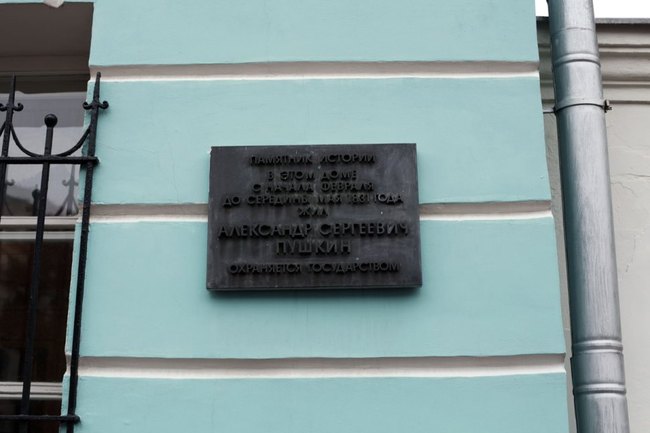 ПАМЯТНИК ИСТОРИИ
В ЭТОМ ДОМЕ
С НАЧАЛА ФЕВРАЛЯ
ДО СЕРЕДИНЫ МАЯ 1831 ГОДА
ЖИЛ
АЛЕКСАНДР СЕРГЕЕВИЧ
ПУШКИН
ОХРАНЯЕТСЯ ГОСУДАРСТВОМ